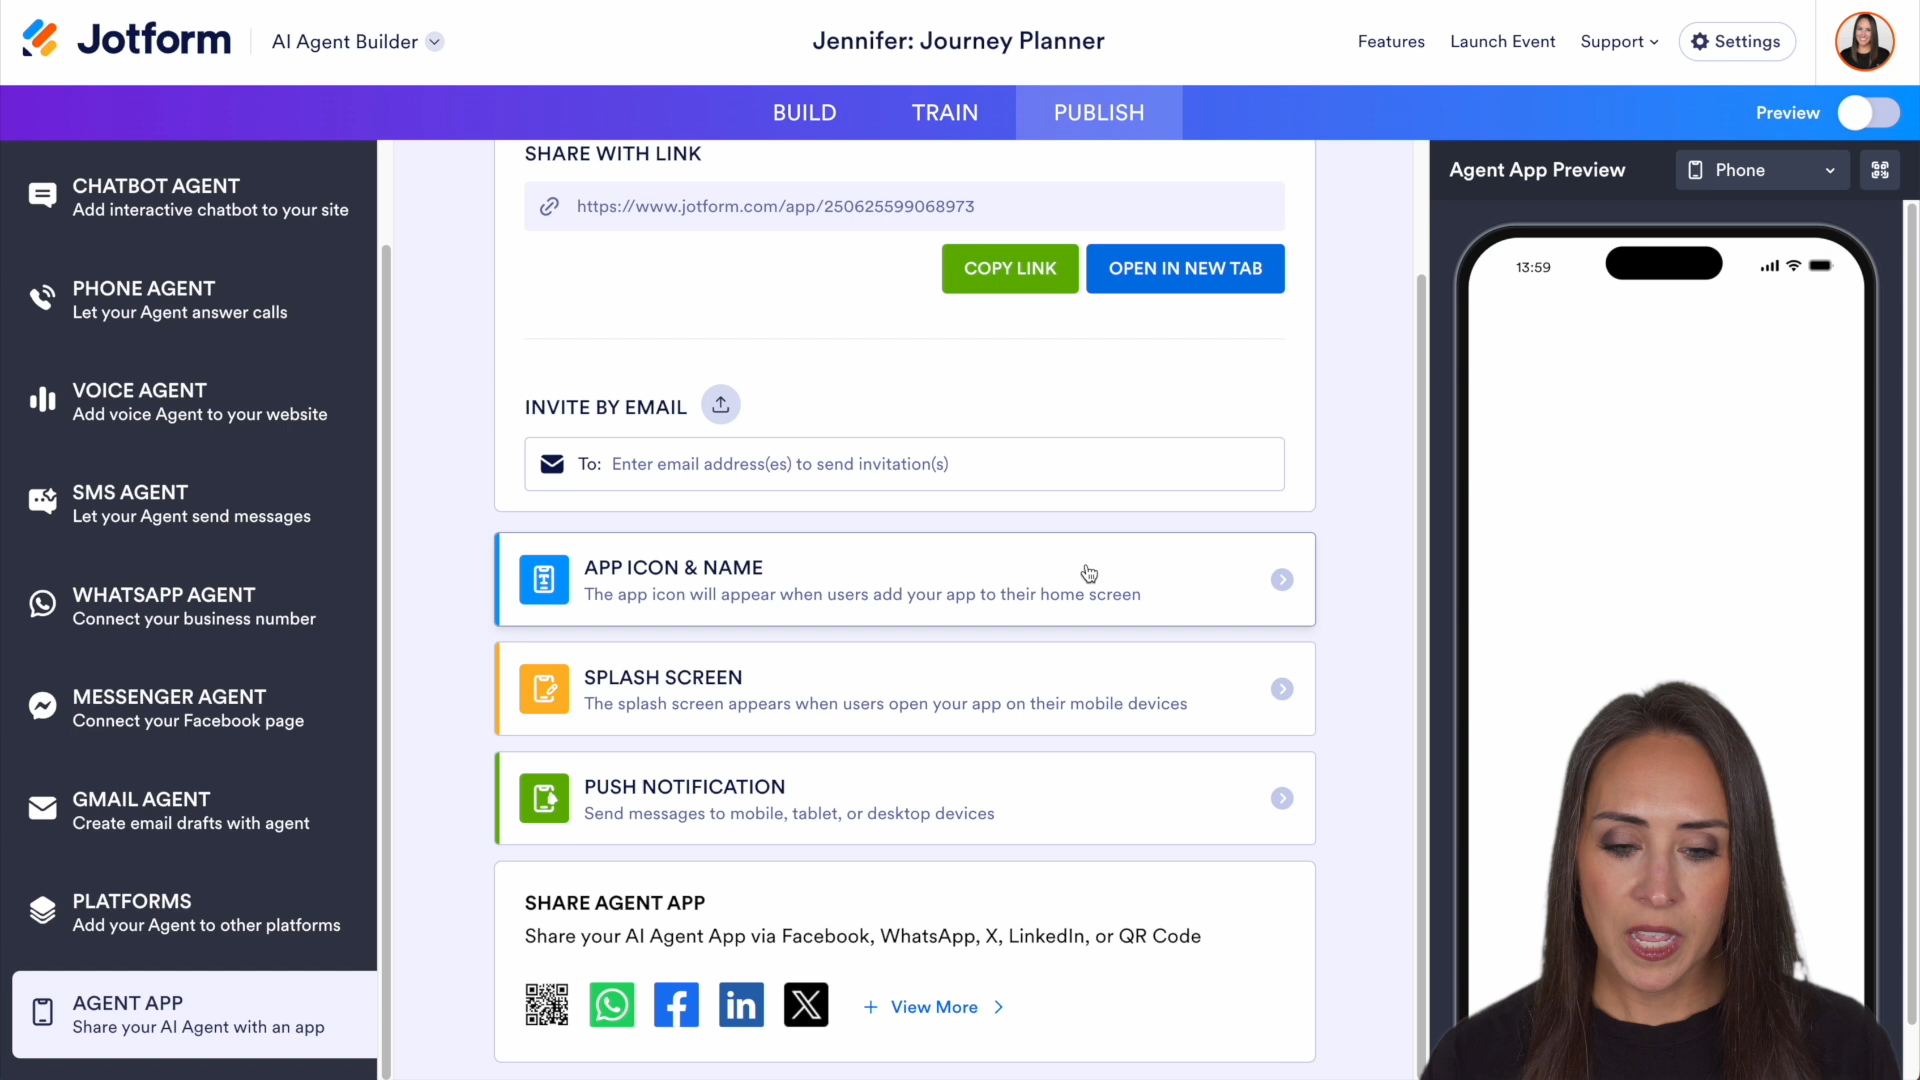 Jotform
AI Agent Builder
Jennifer: Journey Planner
Features
Launch Event
Support
Settings
BUILD
TRAIN
PUBLISH
Preview
CHATBOT AGENT
Add interactive chatbot to your site
PHONE AGENT
Let your Agent answer calls
VOICE AGENT
Add voice Agent to your website
SMS AGENT
Let your Agent send messages
WHATSAPP AGENT
Connect your business number
MESSENGER AGENT
Connect your Facebook page
GMAIL AGENT
Create email drafts with agent
PLATFORMS
Add your Agent to other platforms
AGENT APP
Share your AI Agent with an app
SHARE WITH LINK
https://www.jotform.com/app/250625599068973
COPY LINK
OPEN IN NEW TAB
INVITE BY EMAIL
To: Enter email address(es) to send invitation(s)
APP ICON & NAME
The app icon will appear when users add your app to their home screen
SPLASH SCREEN
The splash screen appears when users open your app on their mobile devices
PUSH NOTIFICATION
Send messages to mobile, tablet, or desktop devices
SHARE AGENT APP
Share your AI Agent App via Facebook, WhatsApp, X, LinkedIn, or QR Code
+ View More
Agent App Preview
Phone
13:59